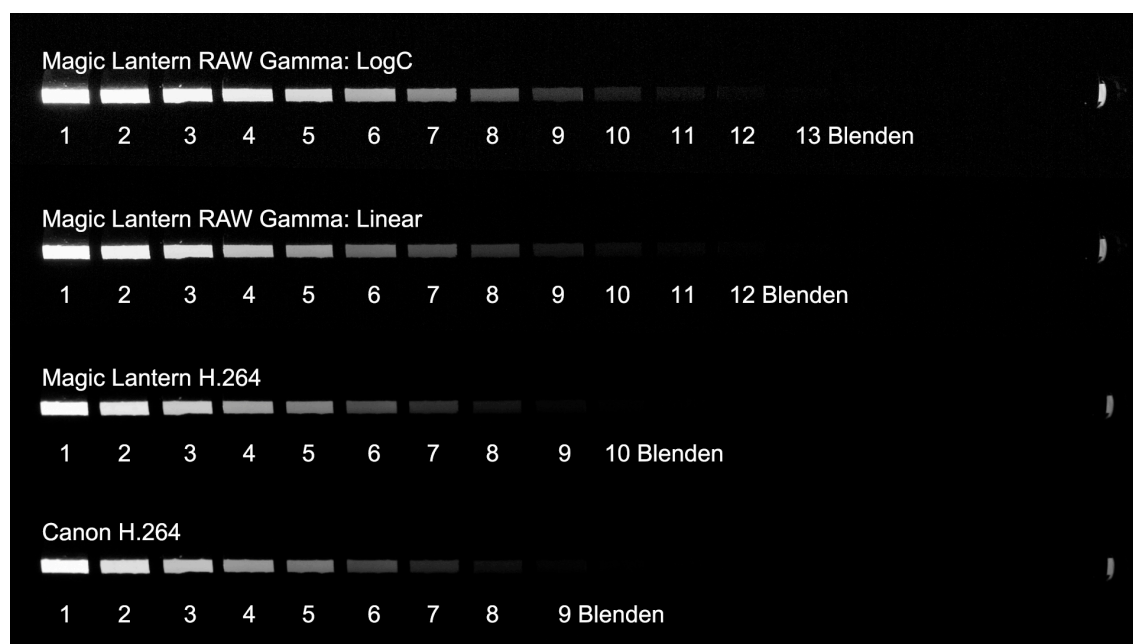 Magic Lantern RAW Gamma: LogC
1 2 3 4 5 6 7 8 9 10 11 12 13 Blenden
Magic Lantern RAW Gamma: Linear
1 2 3 4 5 6 7 8 9 10 11 12 Blenden
Magic Lantern H.264
1 2 3 4 5 6 7 8 9 10 Blenden
Canon H.264
1 2 3 4 5 6 7 8 9 Blenden